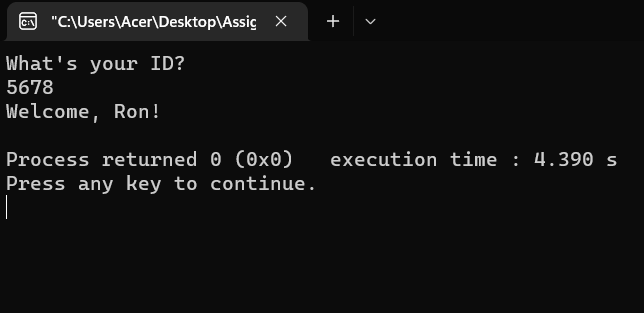 "C:\Users\Acer\Desktop\Assig
What's your ID?
5678
Welcome, Ron!
Process returned 0 (0x0)   execution time : 4.390 s
Press any key to continue.